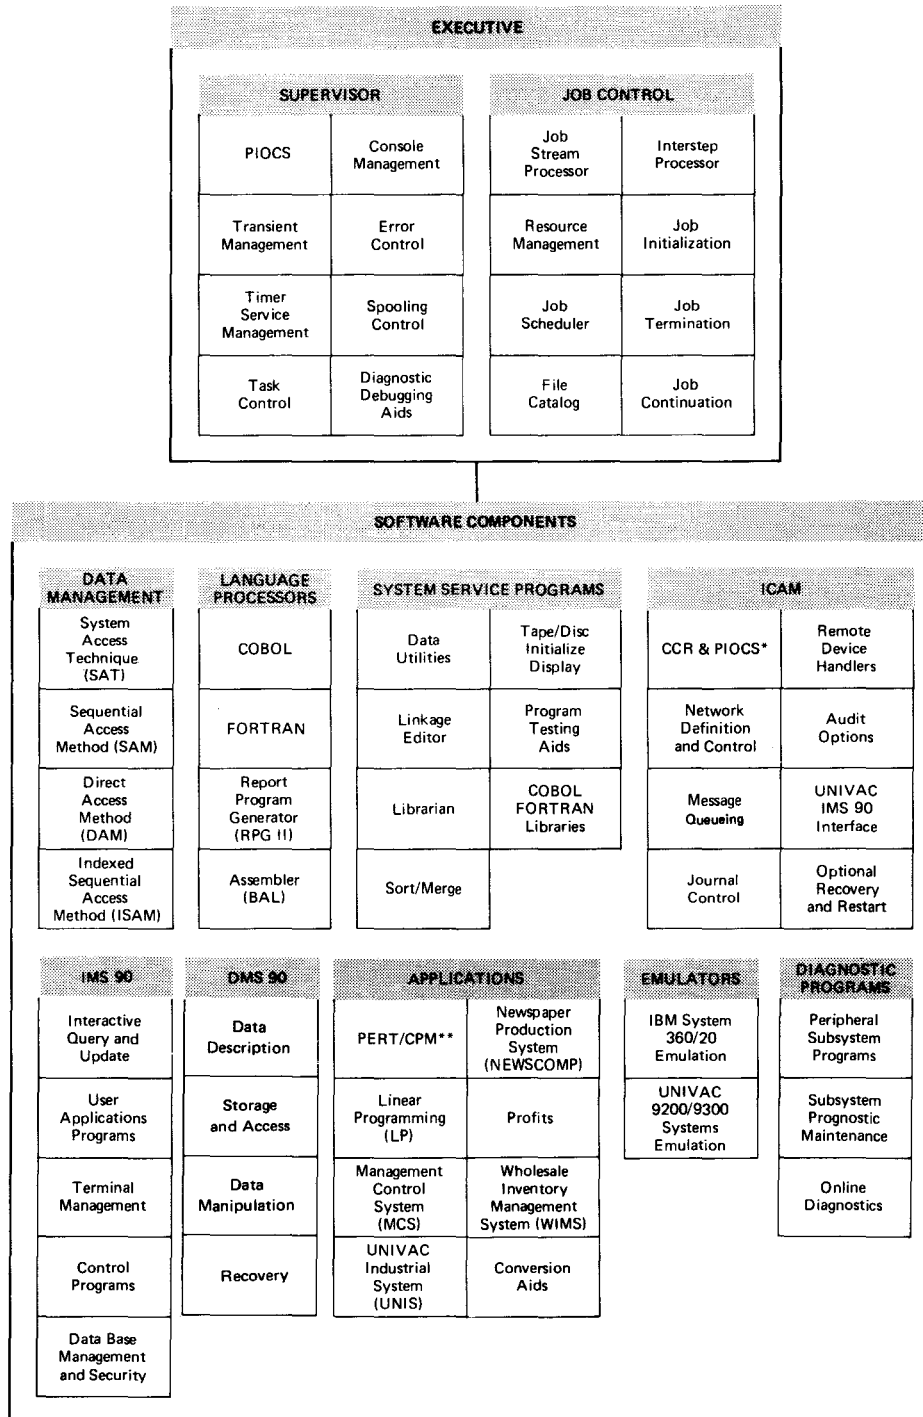 EXECUTIVE
SUPERVISOR
PIOCS
Console
Management
Transient
Management
Error
Control
Timer
Service
Management
Spooling
Control
Task
Control
Diagnostic
Debugging
Aids
JOB CONTROL
Job
Stream
Processor
Interstep
Processor
Resource
Management
Job
Initialization
Job
Scheduler
Job
Termination
File
Catalog
Job
Continuation
SOFTWARE COMPONENTS
DATA
MANAGEMENT
System
Access
Technique
(SAT)
Sequential
Access
Method (SAM)
Direct
Access
Method
(DAM)
Indexed
Sequential
Access
Method (ISAM)
LANGUAGE
PROCESSORS
COBOL
FORTRAN
Report
Program
Generator
(RPG II)
Assembler
(BAL)
SYSTEM SERVICE PROGRAMS
Data
Utilities
Tape/Disc
Initialize
Display
Linkage
Editor
Program
Testing
Aids
Librarian
COBOL
FORTRAN
Libraries
Sort/Merge
ICAM
CCR & PIOCS*
Remote
Device
Handlers
Network
Definition
and Control
Audit
Options
Message
Queueing
UNIVAC
IMS 90
Interface
Journal
Control
Optional
Recovery
and Restart
IMS 90
Interactive
Query and
Update
User
Applications
Programs
Terminal
Management
Control
Programs
Data Base
Management
and Security
DMS 90
Data
Description
Storage
and Access
Data
Manipulation
Recovery
APPLICATIONS
PERT/CPM**
Newspaper
Production
System
(NEWSCOMP)
Linear
Programming
(LP)
Profits
Management
Control
System
(MCS)
Wholesale
Inventory
Management
System (WIMS)
UNIVAC
Industrial
System
(UNIS)
Conversion
Aids
EMULATORS
IBM System
360/20
Emulation
UNIVAC
9200/9300
Systems
Emulation
DIAGNOSTIC
PROGRAMS
Peripheral
Subsystem
Programs
Subsystem
Prognostic
Maintenance
Online
Diagnostics